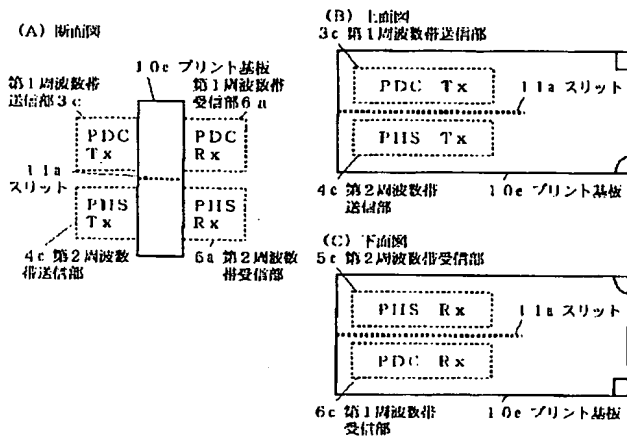 (A) 断面図
10e プリント基板
第1周波数帯
送信部3c
第1周波数帯
受信部6a
PDC
Tx
PDC
Rx
11a
スリット
PHS
Tx
PHS
Rx
4c 第2周波数
帯送信部
6a 第2周波数
帯受信部
(B) 上面図
3c 第1周波数帯送信部
PDC Tx
11a スリット
PHS Tx
4c 第2周波数帯
送信部
10e プリント基板
(C) 下面図
5c 第2周波数帯受信部
PHS Rx
11a スリット
PDC Rx
6c 第1周波数帯
受信部
10e プリント基板